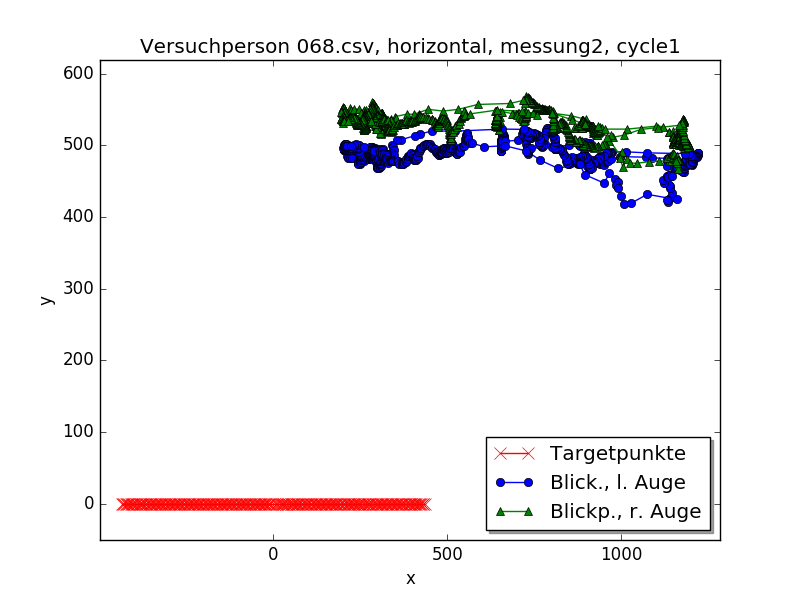 Versuchperson 068.csv, horizontal, messung2, cycle1
600
500
400
300
200
100
0
y
0 500 1000
x
Targetpunkte
Blick., l. Auge
Blickp., r. Auge